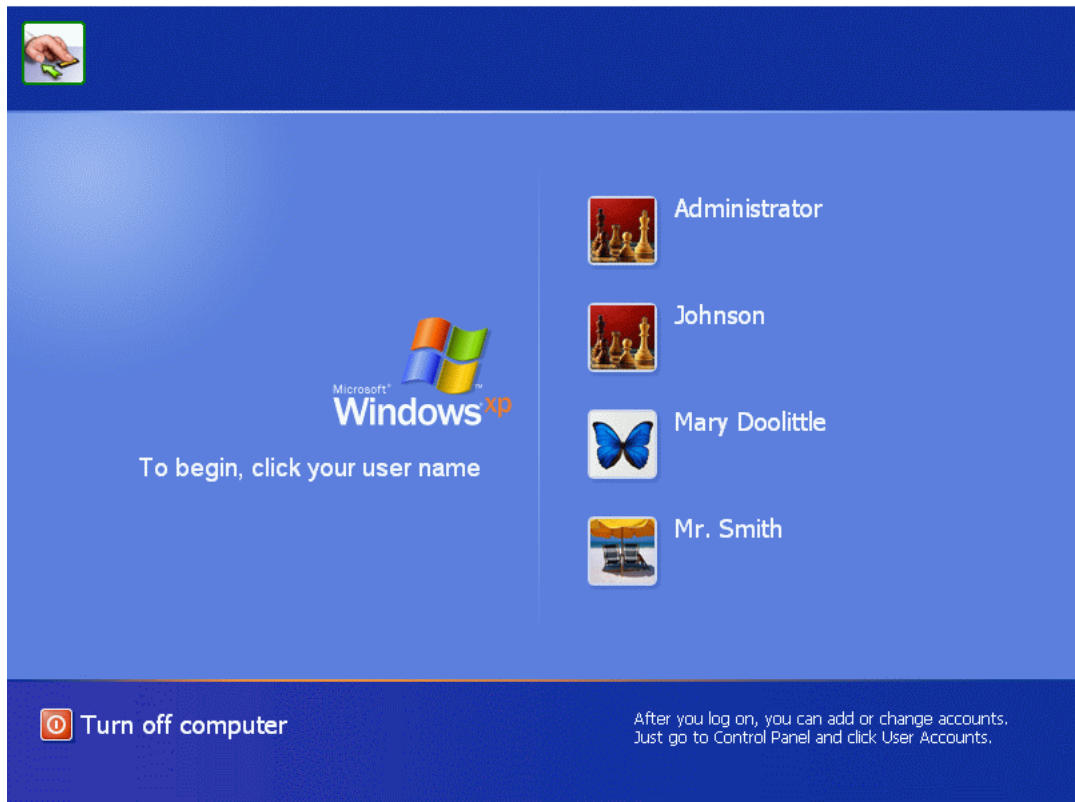 Administrator
Johnson
Microsoft®
Windows xp™
Mary Doolittle
To begin, click your user name
Mr. Smith
Turn off computer
After you log on, you can add or change accounts.
Just go to Control Panel and click User Accounts.